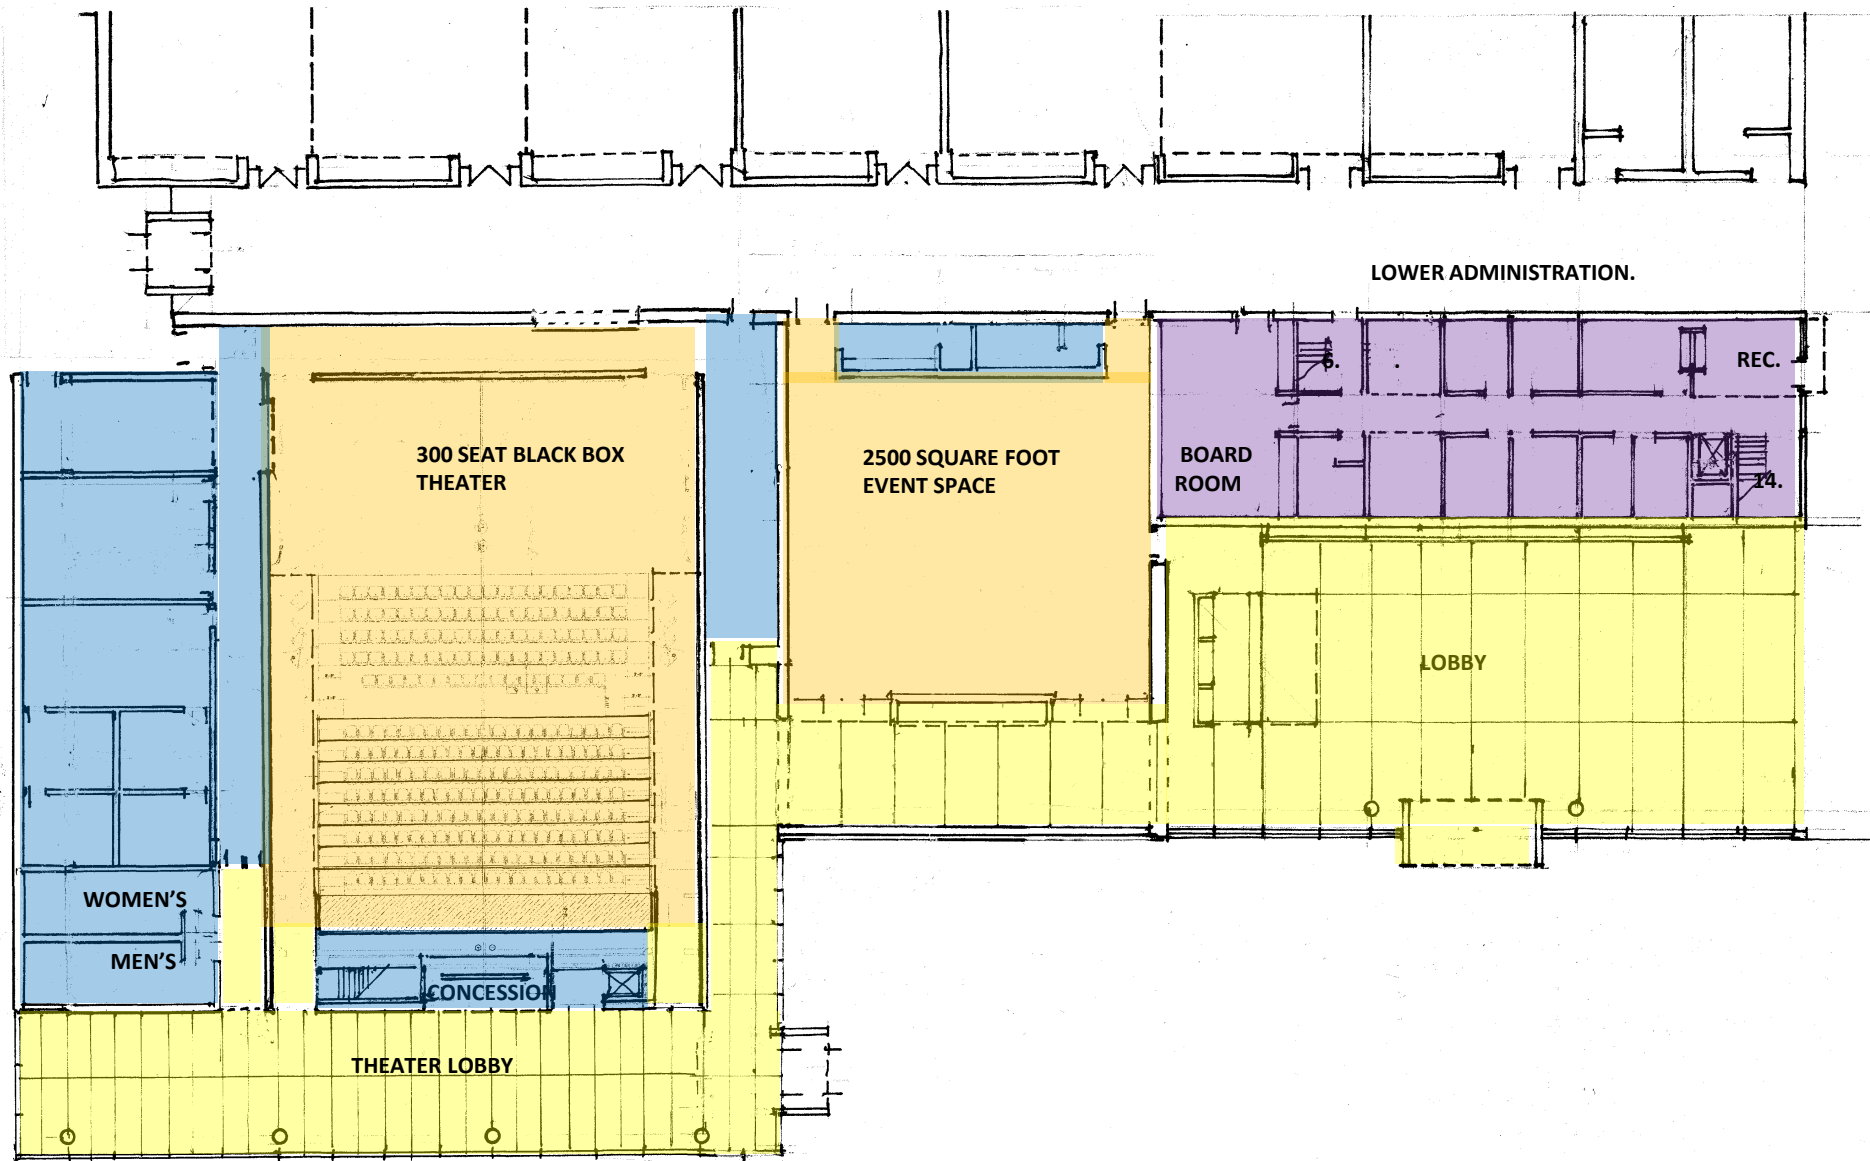 LOWER ADMINISTRATION.
6.
REC.
300 SEAT BLACK BOX
THEATER
2500 SQUARE FOOT
EVENT SPACE
BOARD
ROOM
14.
LOBBY
WOMEN'S
MEN'S
CONCESSION
THEATER LOBBY